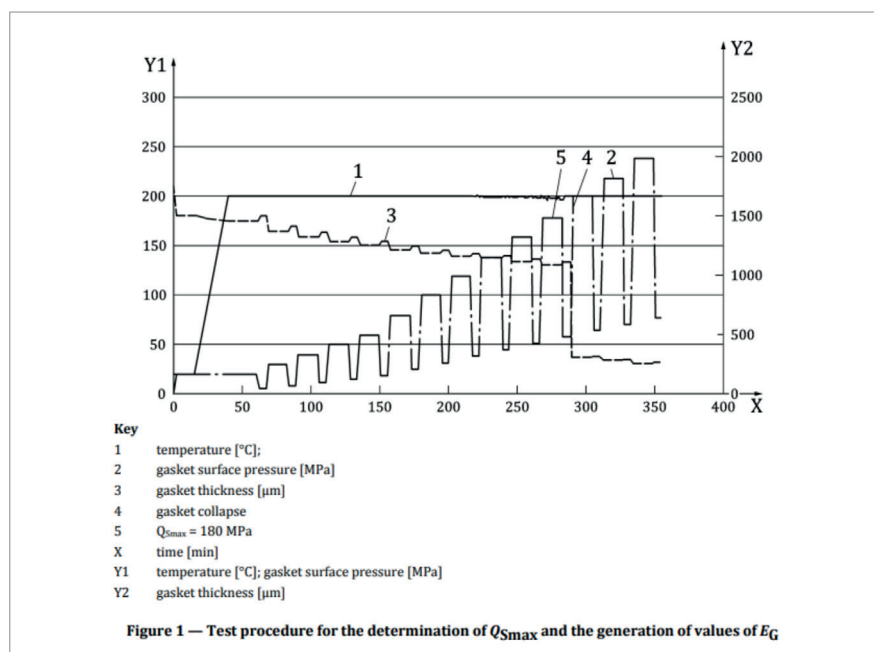 Y1
Y2
300
2500
250
2000
5 4 2
1
200
1500
3
150
1000
100
500
50
0
0
0 50 100 150 200 250 300 350 400
X
Key
1 temperature [°C];
2 gasket surface pressure [MPa]
3 gasket thickness [μm]
4 gasket collapse
5 QSmax = 180 MPa
X time [min]
Y1 temperature [°C]; gasket surface pressure [MPa]
Y2 gasket thickness [μm]
Figure 1 — Test procedure for the determination of QSmax and the generation of values of EG